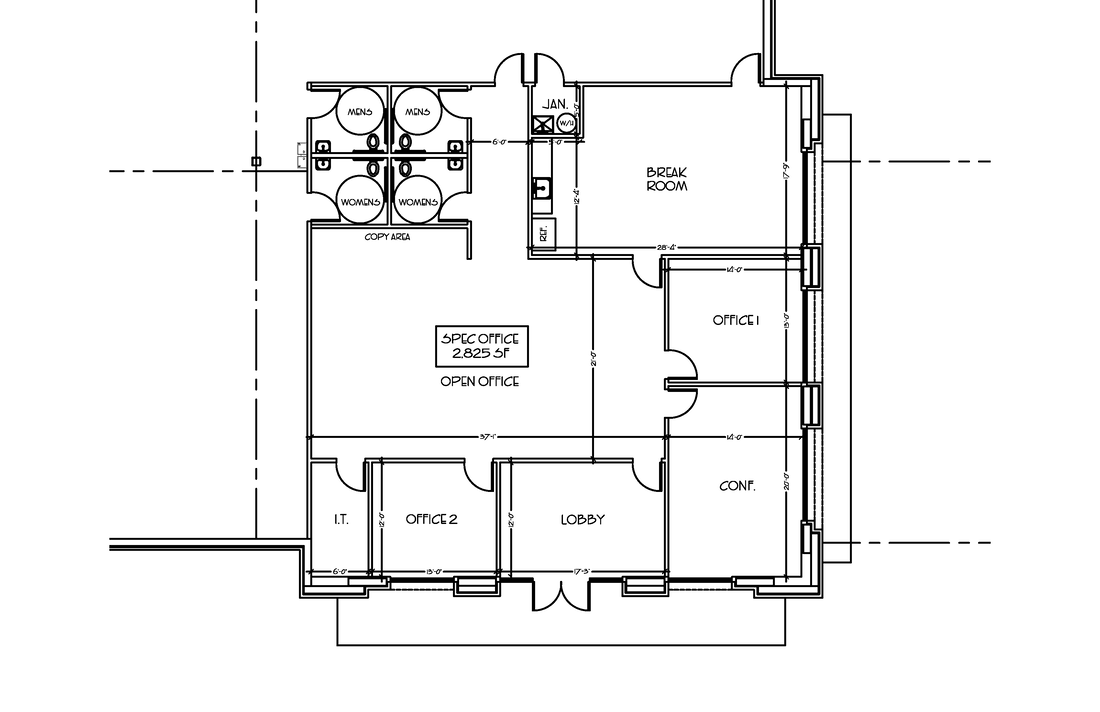 MENS
MENS
JAN.
W/H
6'-0"
5'-0"
BREAK
ROOM
17'-9"
12'-4"
WOMENS
WOMENS
COPY AREA
REF.
28'-4"
14'-0"
OFFICE 1
13'-0"
SPEC OFFICE
2,825 SF
OPEN OFFICE
21'-0"
37'-1"
14'-0"
CONF.
20'-0"
I.T.
12'-0"
OFFICE 2
12'-0"
LOBBY
6'-0"
13'-0"
17'-3"